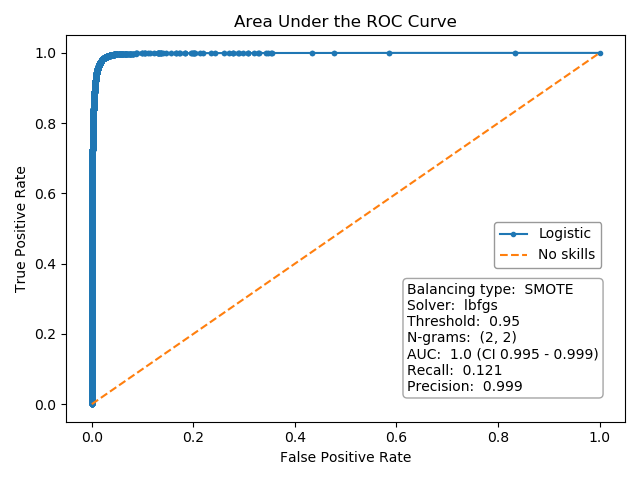 Area Under the ROC Curve
True Positive Rate
1.0
0.8
0.6
0.4
0.2
0.0
Logistic
No skills
Balancing type:  SMOTE
Solver:  lbfgs
Threshold:  0.95
N-grams:  (2, 2)
AUC:  1.0 (CI 0.995 - 0.999)
Recall:  0.121
Precision:  0.999
0.0 0.2 0.4 0.6 0.8 1.0
False Positive Rate